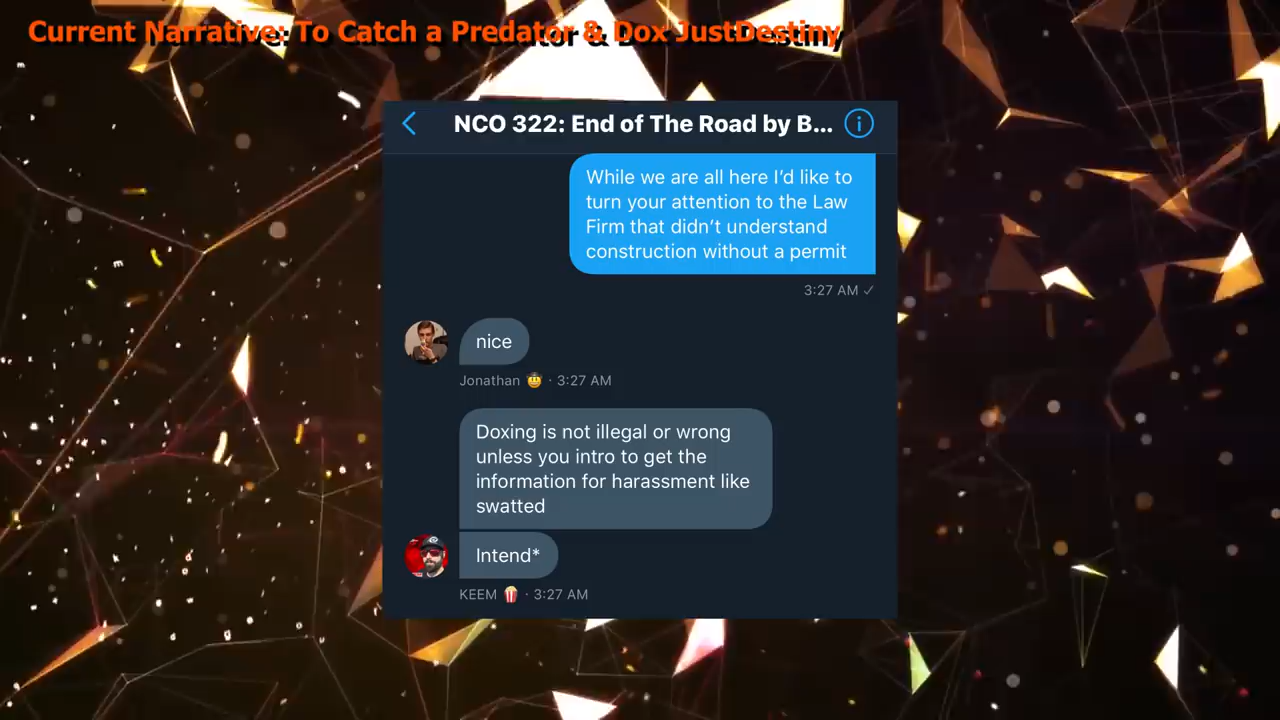 Current Narrative: To Catch a Predator & Dox JustDestiny
NCO 322: End of The Road by B...
While we are all here I’d like to
turn your attention to the Law
Firm that didn’t understand
construction without a permit
3:27 AM ✓
nice
Jonathan 🤠 · 3:27 AM
Doxing is not illegal or wrong
unless you intro to get the
information for harassment like
swatted
Intend*
KEEM 🍿 · 3:27 AM